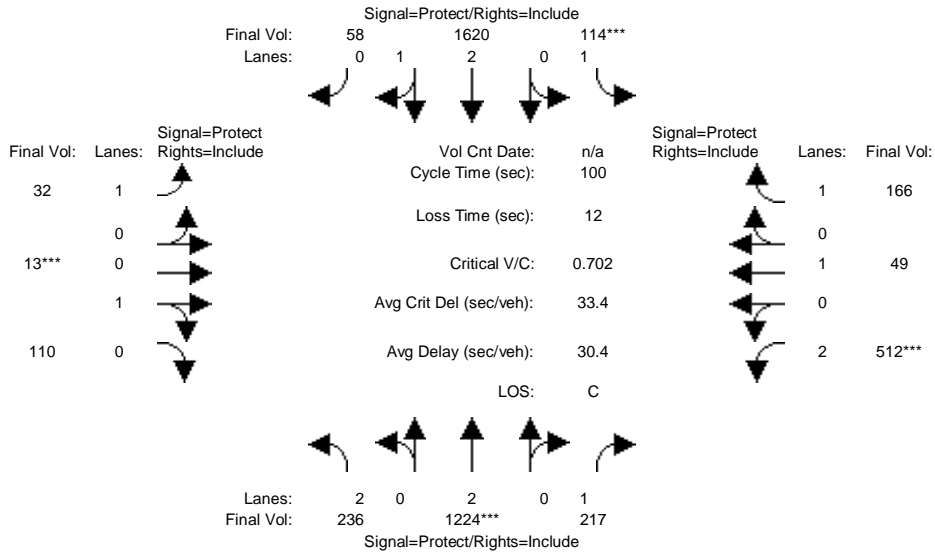 Signal=Protect/Rights=Include
Final Vol: 58 1620 114***
Lanes: 0 1 2 0 1
Signal=Protect
Final Vol: Lanes: Rights=Include
Vol Cnt Date: n/a
Signal=Protect
Rights=Include Lanes: Final Vol:
Cycle Time (sec): 100
32 1
1 166
Loss Time (sec): 12
0
0
13*** 0
Critical V/C: 0.702
1 49
1
Avg Crit Del (sec/veh): 33.4
0
110 0
Avg Delay (sec/veh): 30.4
2 512***
LOS: C
Lanes: 2 0 2 0 1
Final Vol: 236 1224*** 217
Signal=Protect/Rights=Include